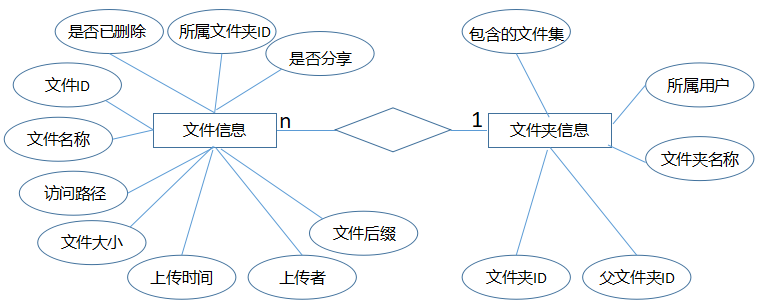 是否已删除
所属文件夹ID
是否分享
包含的文件集
文件ID
所属用户
文件名称
文件信息
n
1
文件夹信息
文件夹名称
访问路径
文件大小
文件后缀
上传时间
上传者
文件夹ID
父文件夹ID